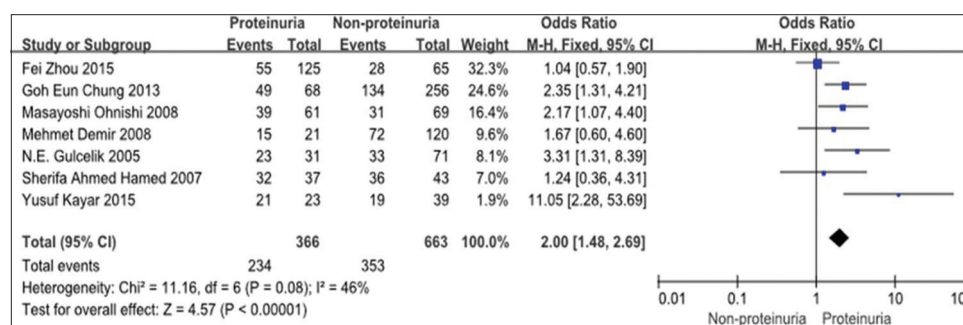 Proteinuria Non-proteinuria Odds Ratio Odds Ratio
Study or Subgroup Events Total Events Total Weight M-H, Fixed, 95% CI M-H, Fixed, 95% CI
Fei Zhou 2015 55 125 28 65 32.3% 1.04 [0.57, 1.90]
Goh Eun Chung 2013 49 68 134 256 24.6% 2.35 [1.31, 4.21]
Masayoshi Ohnishi 2008 39 61 31 69 16.4% 2.17 [1.07, 4.40]
Mehmet Demir 2008 15 21 72 120 9.6% 1.67 [0.60, 4.60]
N.E. Gulcelik 2005 23 31 33 71 8.1% 3.31 [1.31, 8.39]
Sherifa Ahmed Hamed 2007 32 37 36 43 7.0% 1.24 [0.36, 4.31]
Yusuf Kayar 2015 21 23 19 39 1.9% 11.05 [2.28, 53.69]
Total (95% CI) 366 663 100.0% 2.00 [1.48, 2.69]
Total events 234 353
Heterogeneity: Chi² = 11.16, df = 6 (P = 0.08); I² = 46%
Test for overall effect: Z = 4.57 (P < 0.00001)
0.01 0.1 1 10 100
Non-proteinuria Proteinuria